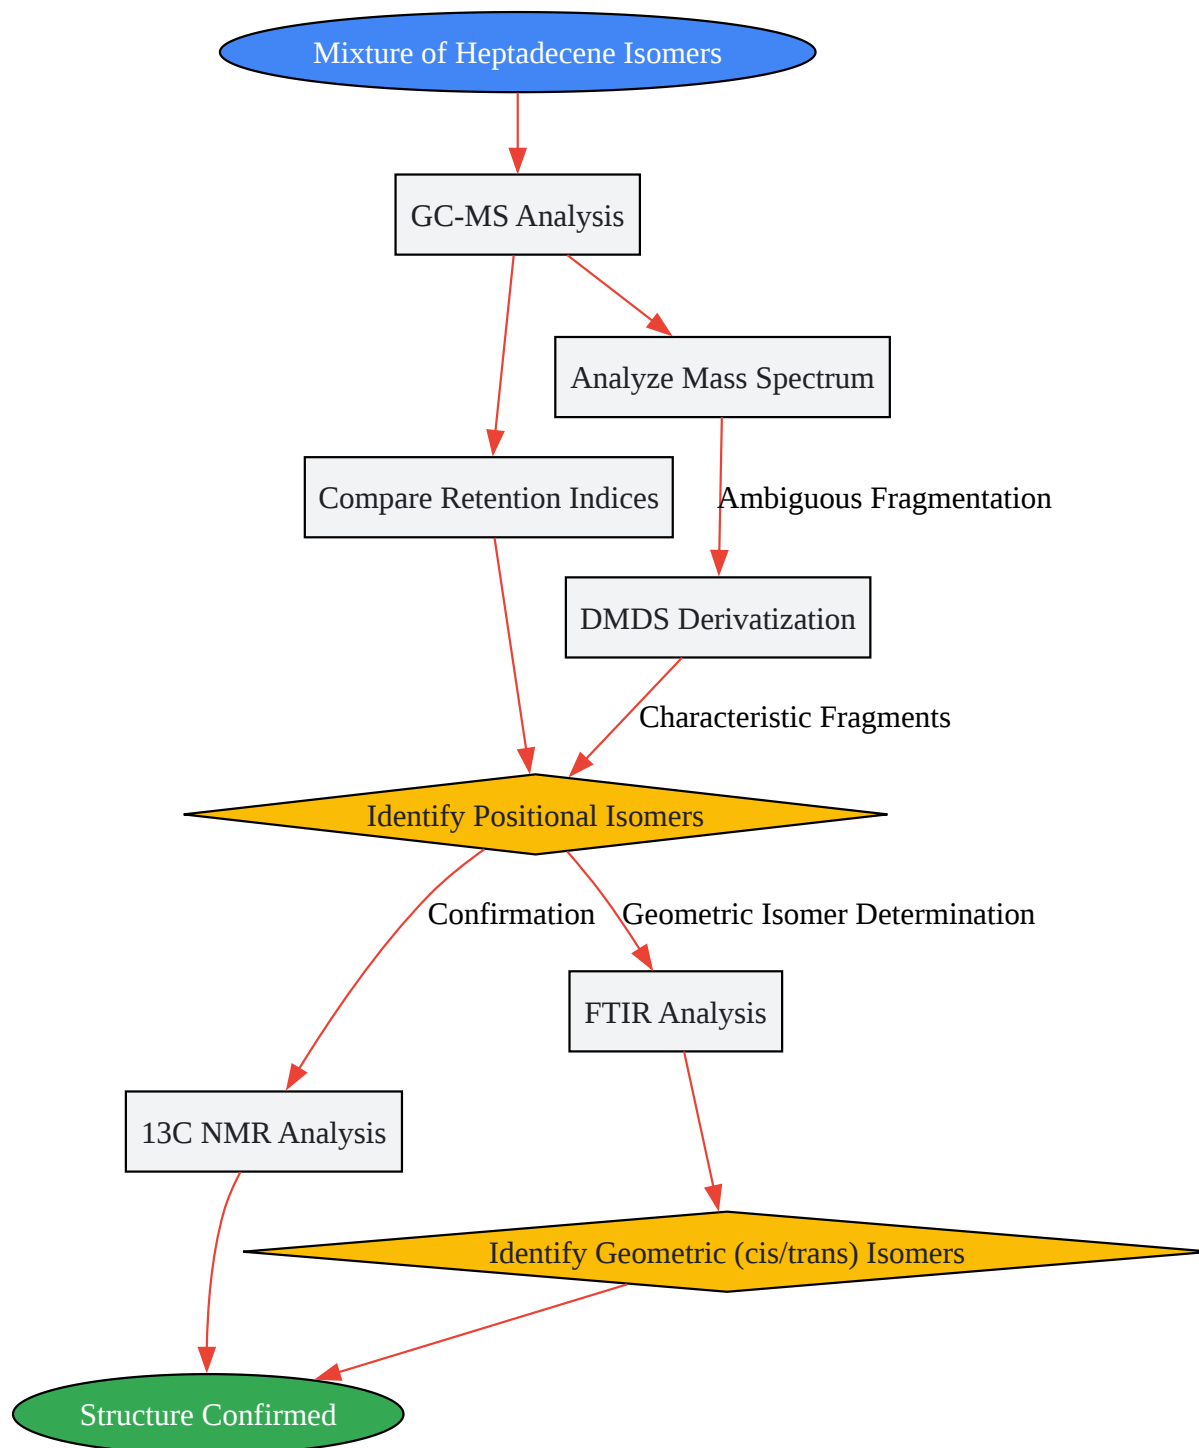 Mixture of Heptadecene Isomers
GC-MS Analysis
Analyze Mass Spectrum
Compare Retention Indices
Ambiguous Fragmentation
DMDS Derivatization
Characteristic Fragments
Identify Positional Isomers
Confirmation
Geometric Isomer Determination
FTIR Analysis
13C NMR Analysis
Identify Geometric (cis/trans) Isomers
Structure Confirmed